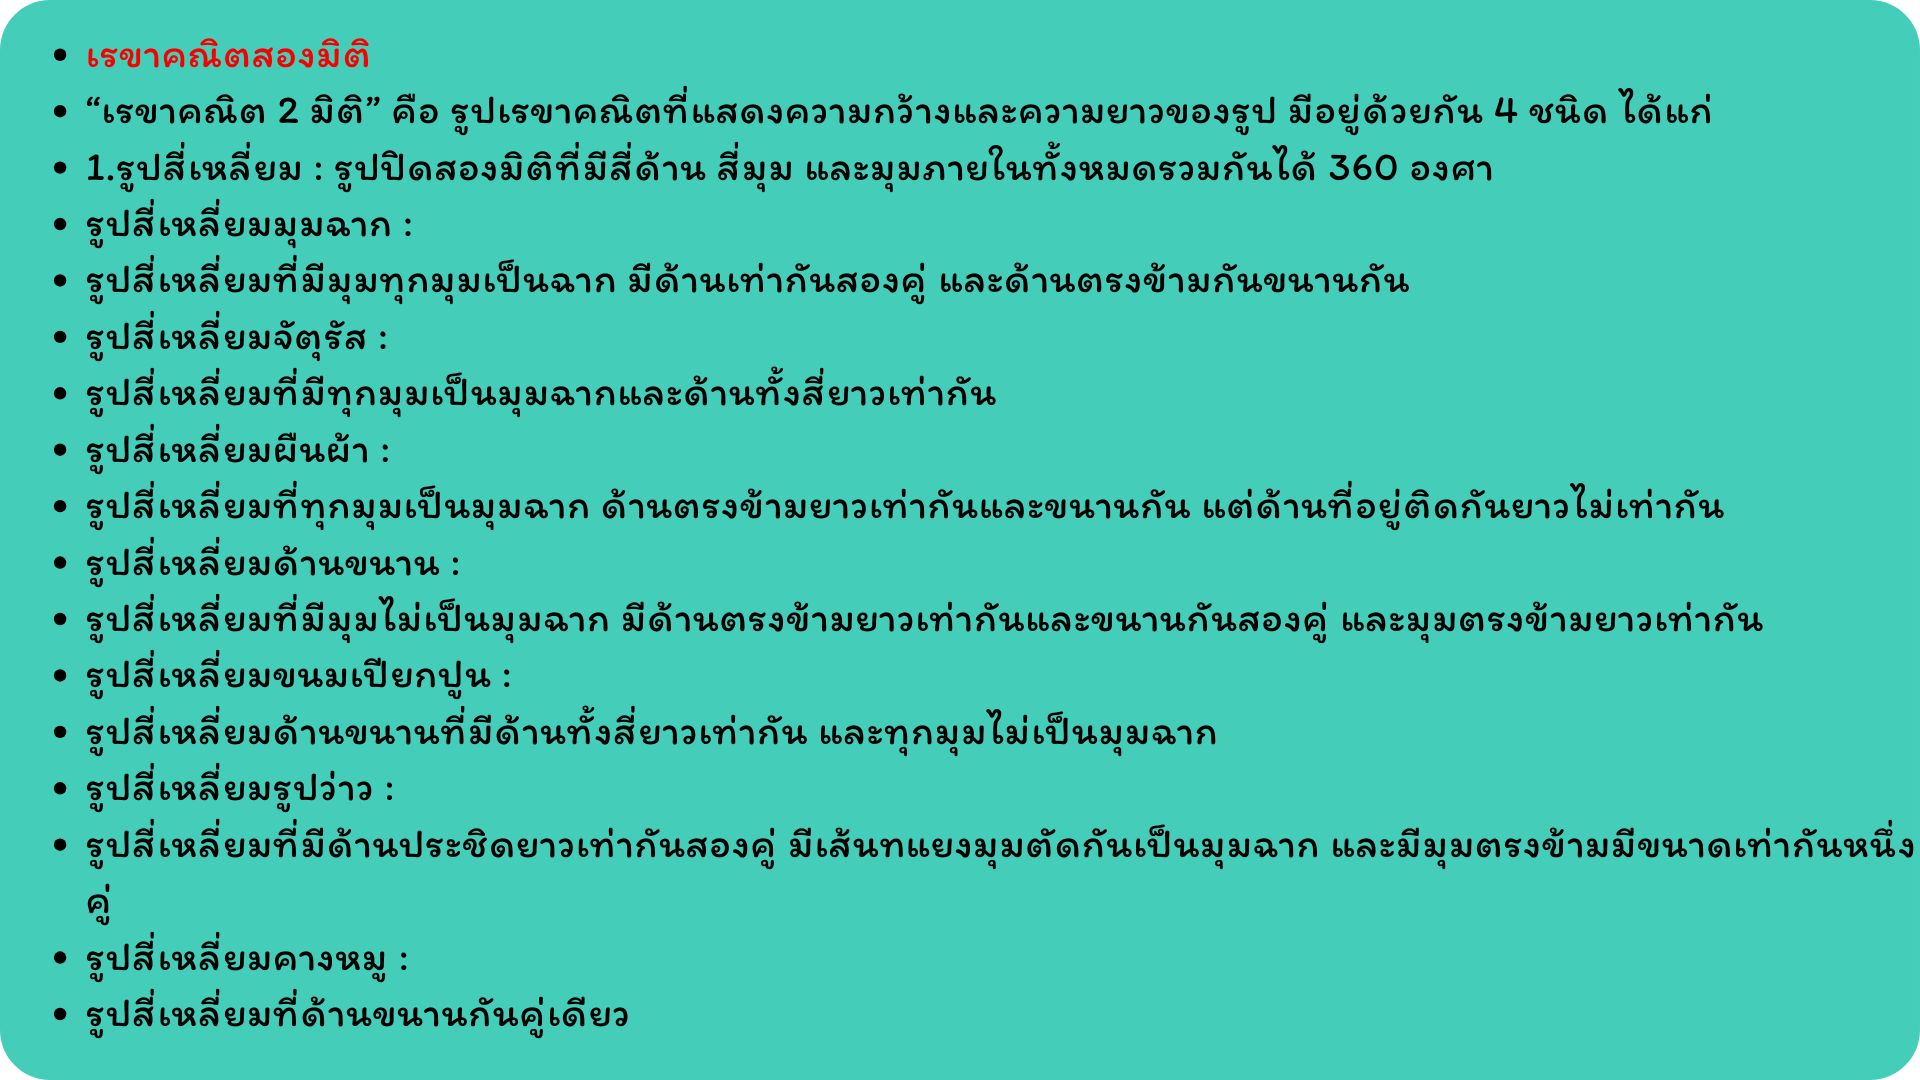 • เรขาคณิตสองมิติ
• “เรขาคณิต 2 มิติ” คือ รูปเรขาคณิตที่แสดงความกว้างและความยาวของรูป มีอยู่ด้วยกัน 4 ชนิด ได้แก่
• 1.รูปสี่เหลี่ยม : รูปปิดสองมิติที่มีสี่ด้าน สี่มุม และมุมภายในทั้งหมดรวมกันได้ 360 องศา
• รูปสี่เหลี่ยมมุมฉาก :
• รูปสี่เหลี่ยมที่มีมุมทุกมุมเป็นฉาก มีด้านเท่ากันสองคู่ และด้านตรงข้ามกันขนานกัน
• รูปสี่เหลี่ยมจัตุรัส :
• รูปสี่เหลี่ยมที่มีทุกมุมเป็นมุมฉากและด้านทั้งสี่ยาวเท่ากัน
• รูปสี่เหลี่ยมผืนผ้า :
• รูปสี่เหลี่ยมที่ทุกมุมเป็นมุมฉาก ด้านตรงข้ามยาวเท่ากันและขนานกัน แต่ด้านที่อยู่ติดกันยาวไม่เท่ากัน
• รูปสี่เหลี่ยมด้านขนาน :
• รูปสี่เหลี่ยมที่มีมุมไม่เป็นมุมฉาก มีด้านตรงข้ามยาวเท่ากันและขนานกันสองคู่ และมุมตรงข้ามยาวเท่ากัน
• รูปสี่เหลี่ยมขนมเปียกปูน :
• รูปสี่เหลี่ยมด้านขนานที่มีด้านทั้งสี่ยาวเท่ากัน และทุกมุมไม่เป็นมุมฉาก
• รูปสี่เหลี่ยมรูปว่าว :
• รูปสี่เหลี่ยมที่มีด้านประชิดยาวเท่ากันสองคู่ มีเส้นทแยงมุมตัดกันเป็นมุมฉาก และมีมุมตรงข้ามมีขนาดเท่ากันหนึ่ง
คู่
• รูปสี่เหลี่ยมคางหมู :
• รูปสี่เหลี่ยมที่ด้านขนานกันคู่เดียว